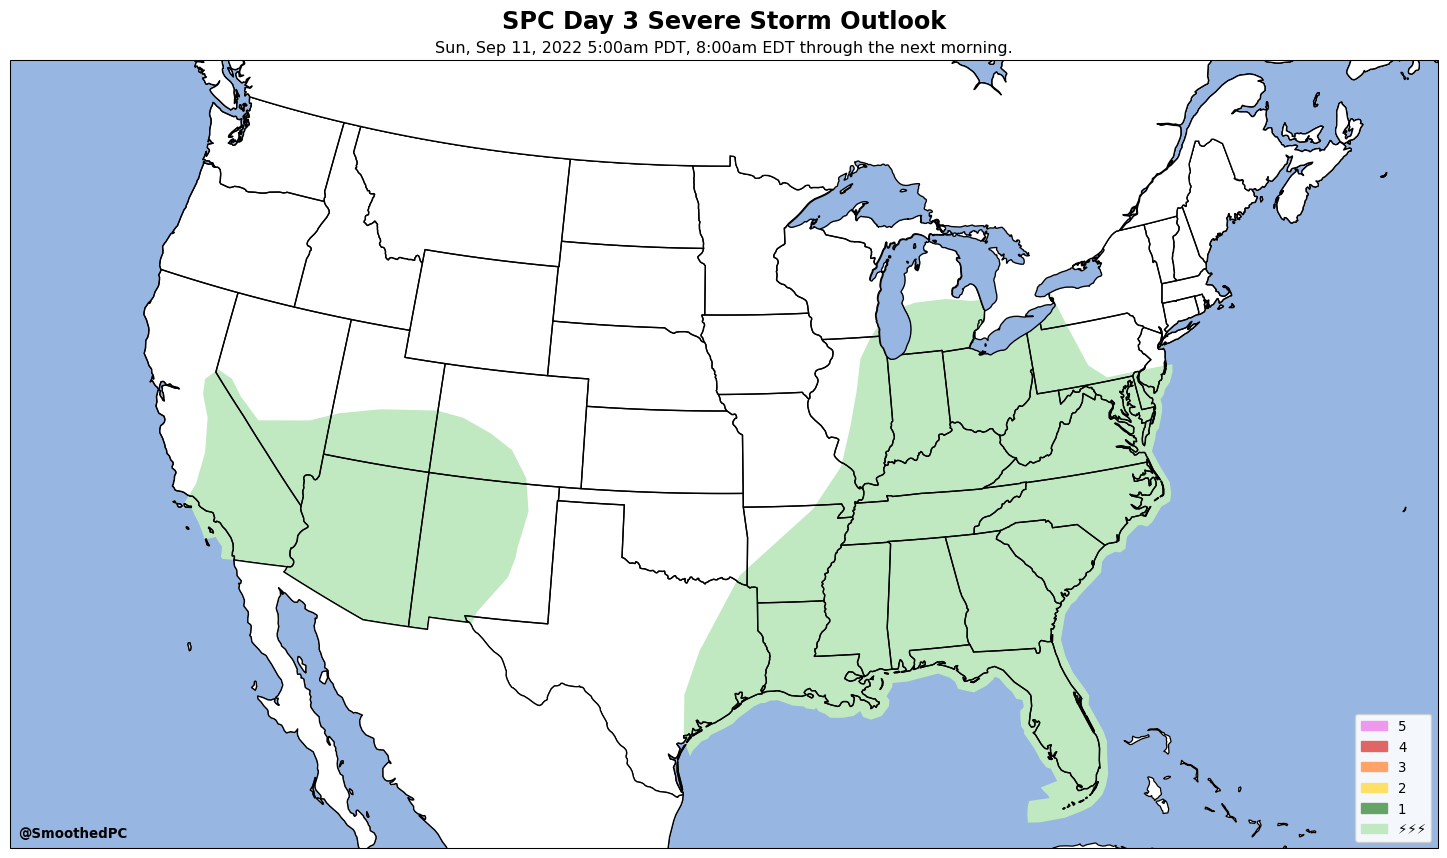 SPC Day 3 Severe Storm Outlook
Sun, Sep 11, 2022 5:00am PDT, 8:00am EDT through the next morning.
5
4
3
2
1
⚡⚡⚡
@SmoothedPC